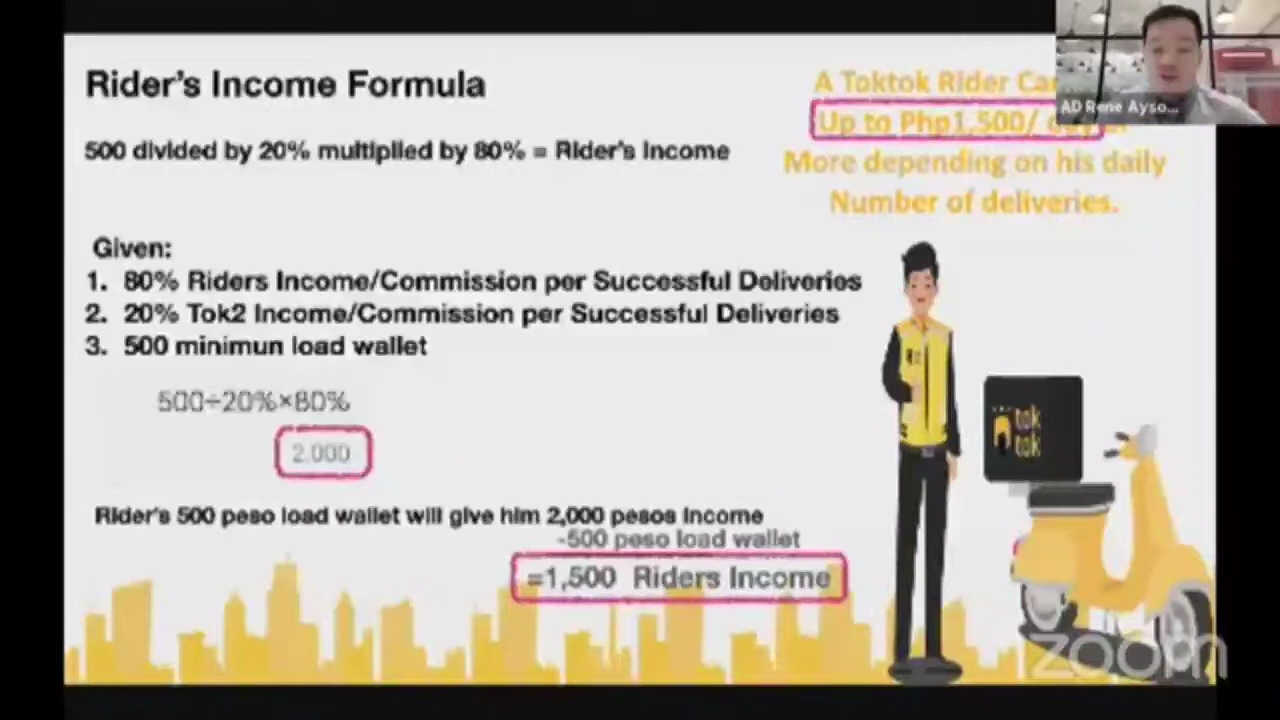 Rider's Income Formula
500 divided by 20% multiplied by 80% = Rider's Income
Given:
1. 80% Riders Income/Commission per Successful Deliveries
2. 20% Tok2 Income/Commission per Successful Deliveries
3. 500 minimun load wallet
500÷20%×80%
2.000
Rider's 500 peso load wallet will give him 2,000 pesos Income
-500 peso load wallet
=1,500 Riders Income
A Toktok Rider
Up to Php1,500/
More depending on his daily
Number of deliveries.
AD Rene Ayso...
tok
tok
zoom